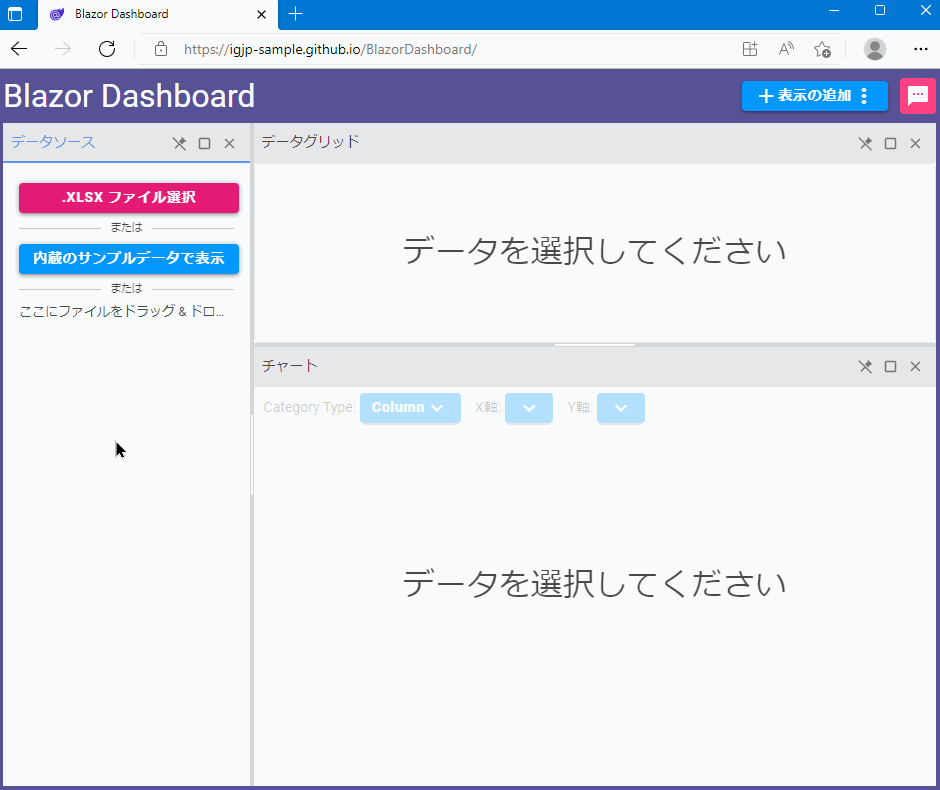 Blazor Dashboard
https://igjp-sample.github.io/BlazorDashboard/
Blazor Dashboard
+ 表示の追加
データソース
.XLSX ファイル選択
または
内蔵のサンプルデータで表示
または
ここにファイルをドラッグ & ドロ...
データグリッド
データを選択してください
チャート
Category Type: Column X軸: Y軸:
データを選択してください